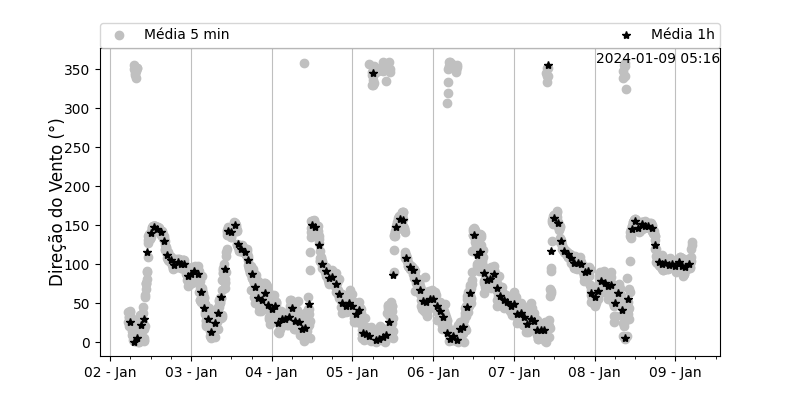 Média 5 min
Média 1h
2024-01-09 05:16
Direção do Vento (°)
350
300
250
200
150
100
50
0
02 - Jan
03 - Jan
04 - Jan
05 - Jan
06 - Jan
07 - Jan
08 - Jan
09 - Jan